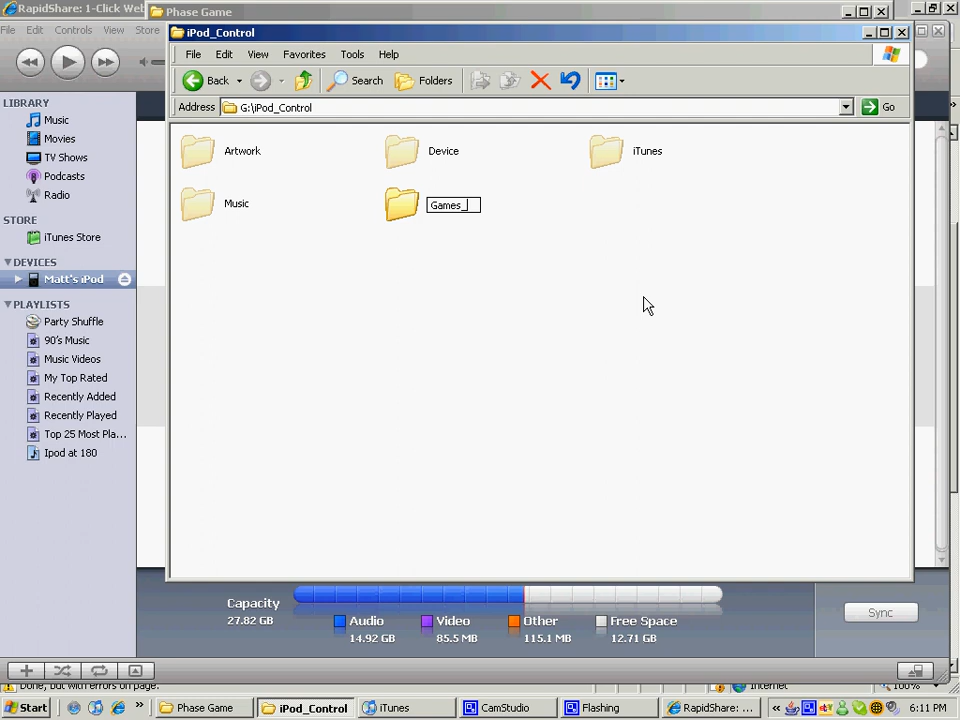 RapidShare: 1-Click Wel
Phase Game
File Edit Controls View Store
iPod_Control
File Edit View Favorites Tools Help
Back Search Folders
Address G:\iPod_Control Go
LIBRARY
Music
Movies
TV Shows
Podcasts
Radio
STORE
iTunes Store
DEVICES
Matt's iPod
PLAYLISTS
Party Shuffle
90's Music
Music Videos
My Top Rated
Recently Added
Recently Played
Top 25 Most Pla...
Ipod at 180
Artwork Device iTunes
Music Games_
Capacity
27.82 GB
Audio Video Other Free Space
14.92 GB 85.5 MB 115.1 MB 12.71 GB
Sync
Done, but with errors on page. Internet 100%
Start Phase Game iPod_Control iTunes CamStudio Flashing RapidShare: ... 6:11 PM